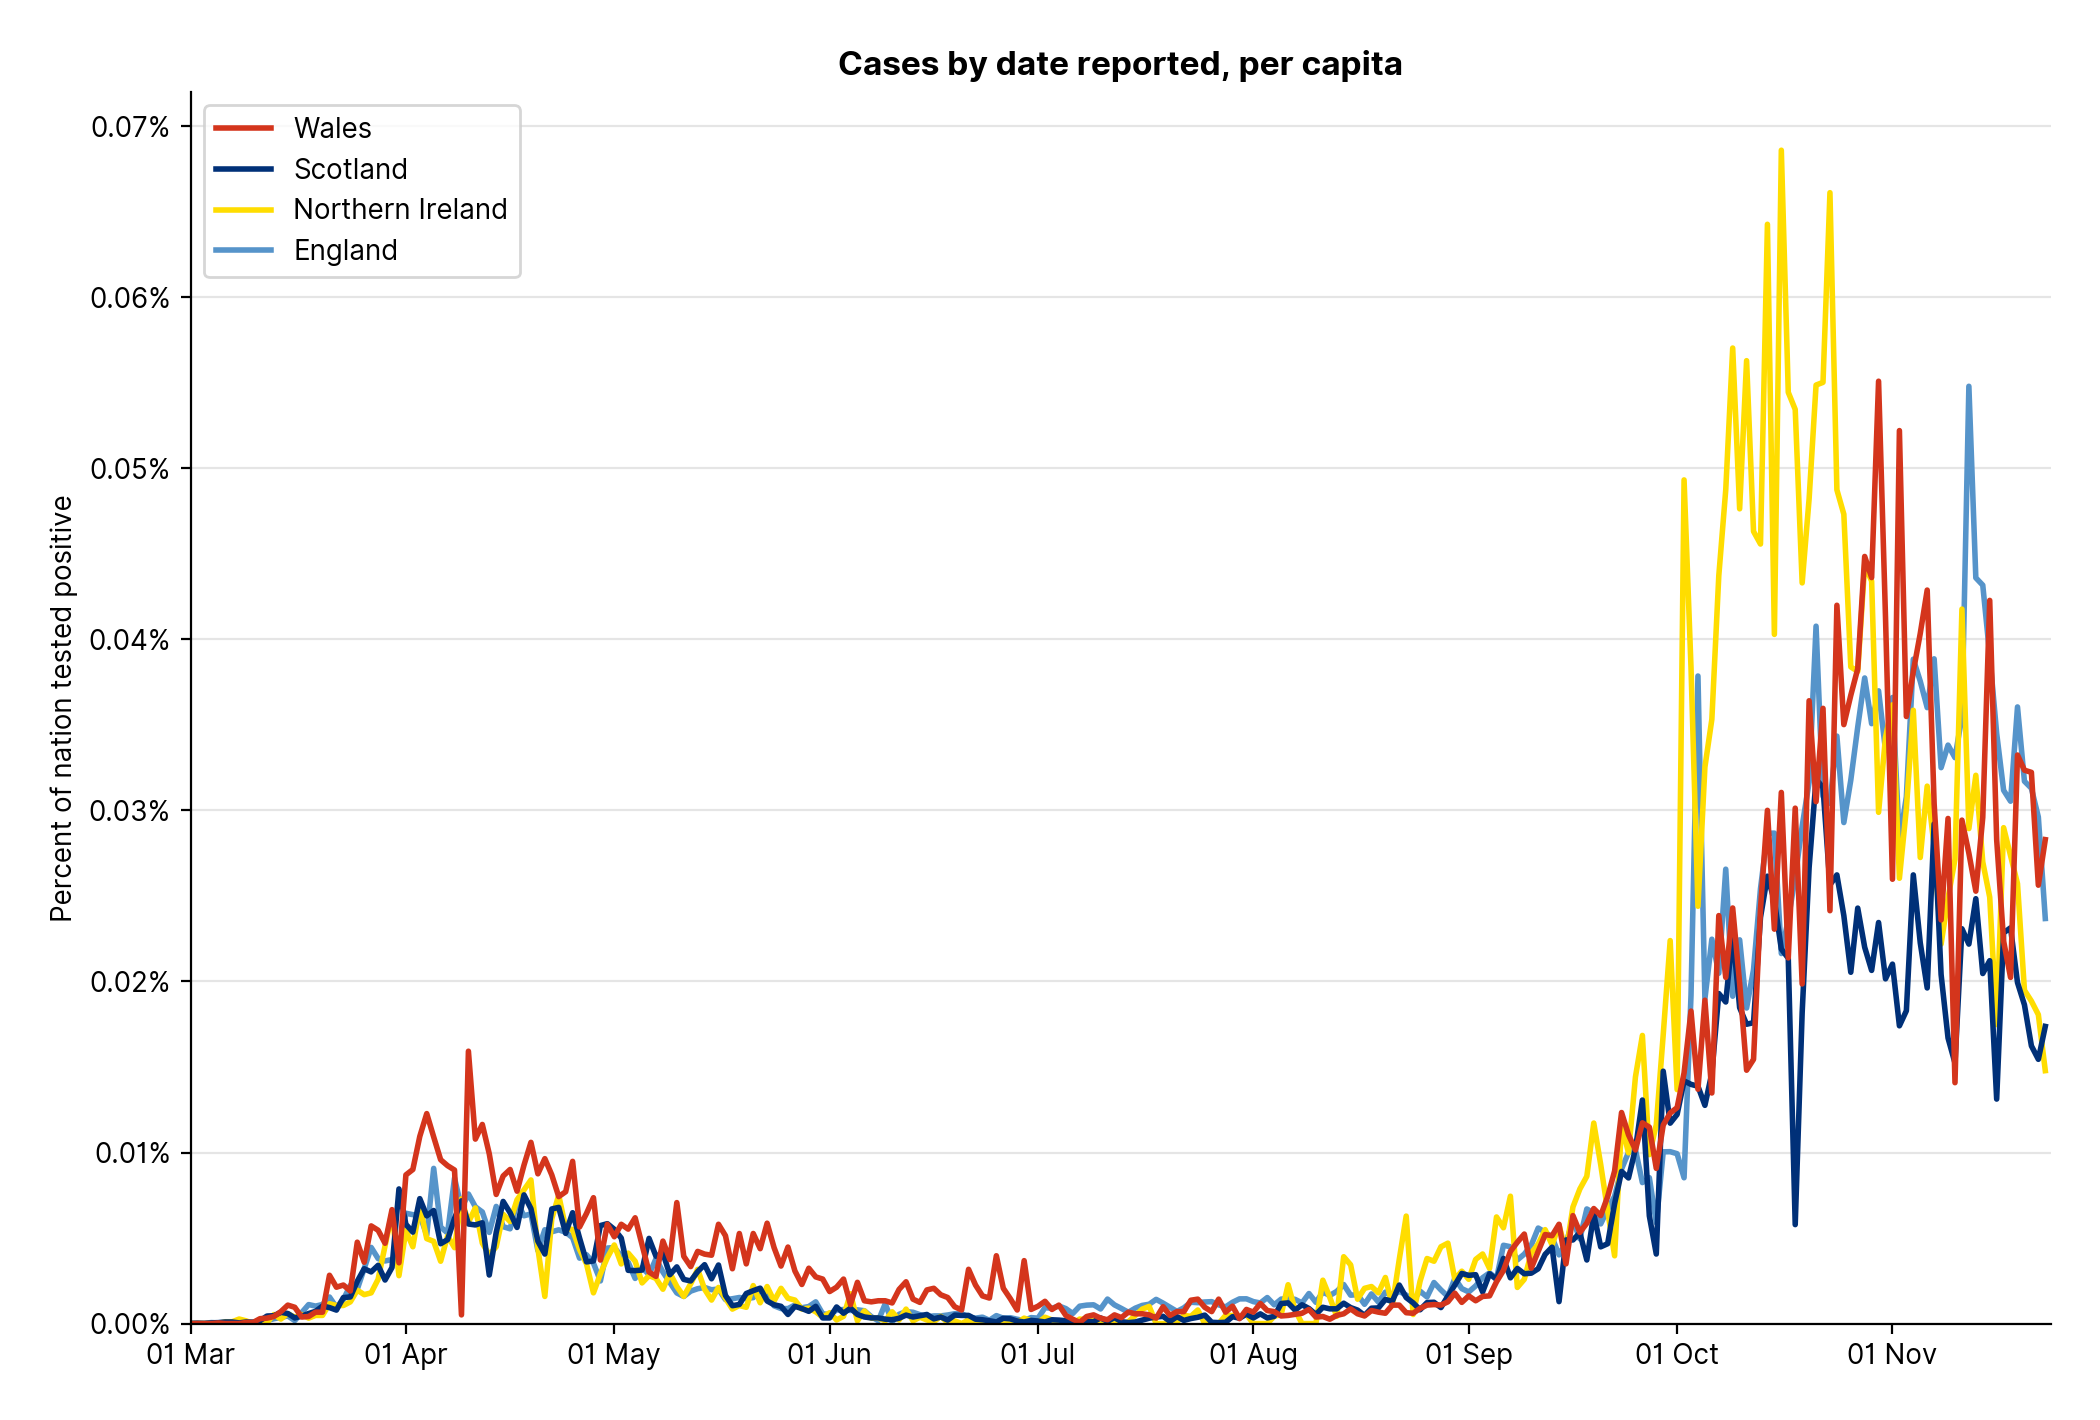 Cases by date reported, per capita
Wales
Scotland
Northern Ireland
England
Percent of nation tested positive
0.07%
0.06%
0.05%
0.04%
0.03%
0.02%
0.01%
0.00%
01 Mar 01 Apr 01 May 01 Jun 01 Jul 01 Aug 01 Sep 01 Oct 01 Nov